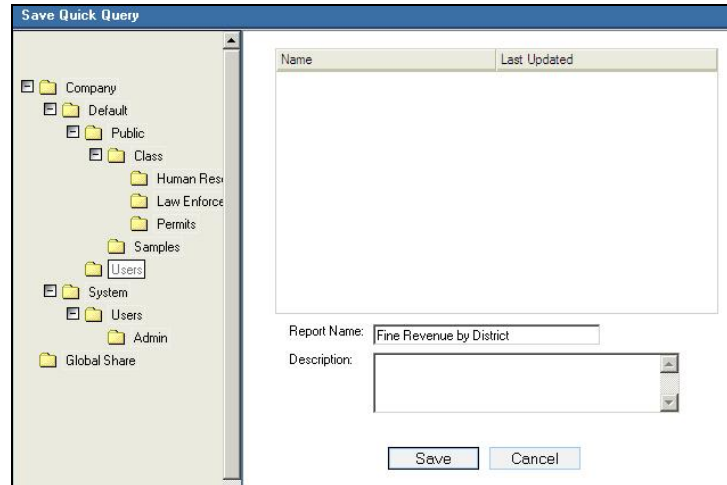 Save Quick Query
Company
Default
Public
Class
Human Res
Law Enforce
Permits
Samples
Users
System
Users
Admin
Global Share
Name Last Updated
Report Name: Fine Revenue by District
Description:
Save Cancel